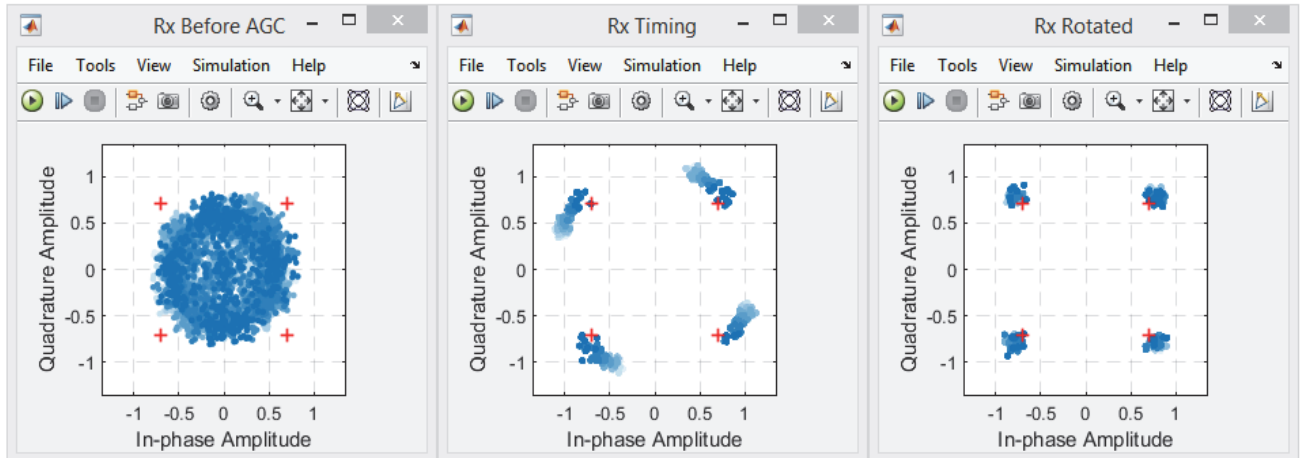 Rx Before AGC
File Tools View Simulation Help
Quadrature Amplitude
1
0.5
0
-0.5
-1
-1 -0.5 0 0.5 1
In-phase Amplitude
Rx Timing
File Tools View Simulation Help
Quadrature Amplitude
1
0.5
0
-0.5
-1
-1 -0.5 0 0.5 1
In-phase Amplitude
Rx Rotated
File Tools View Simulation Help
Quadrature Amplitude
1
0.5
0
-0.5
-1
-1 -0.5 0 0.5 1
In-phase Amplitude